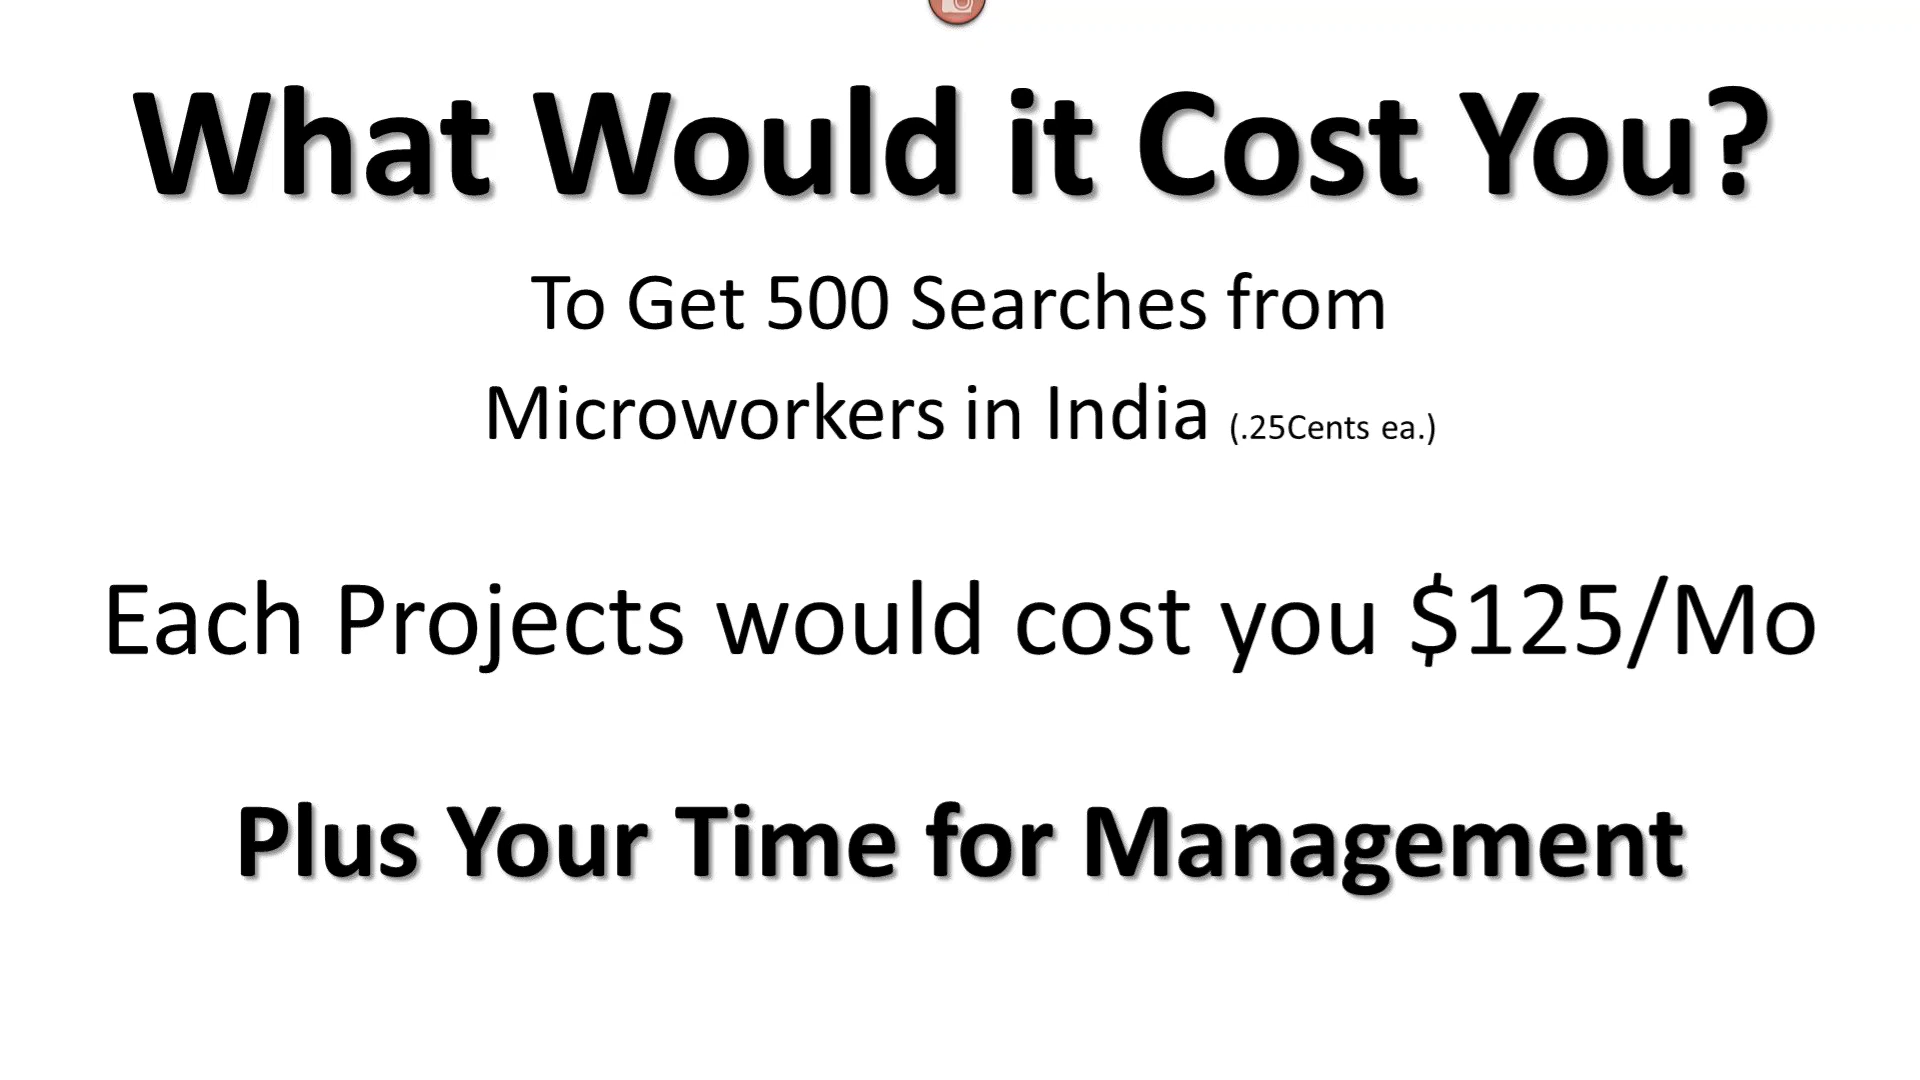 What Would it Cost You?
To Get 500 Searches from
Microworkers in India (.25Cents ea.)
Each Projects would cost you $125/Mo
Plus Your Time for Management